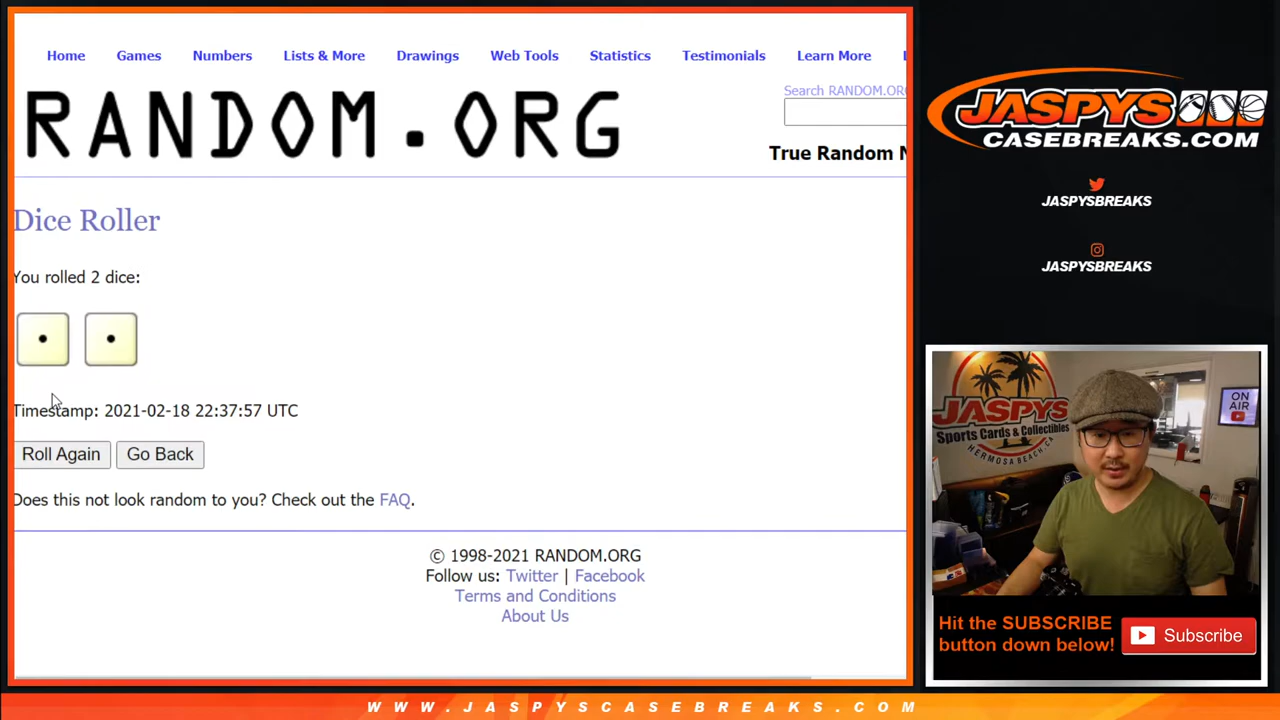 Home Games Numbers Lists & More Drawings Web Tools Statistics Testimonials Learn More
RANDOM.ORG
Search RANDOM.ORG
True Random N
Dice Roller
You rolled 2 dice:
Timestamp: 2021-02-18 22:37:57 UTC
Roll Again Go Back
Does this not look random to you? Check out the FAQ.
© 1998-2021 RANDOM.ORG
Follow us: Twitter | Facebook
Terms and Conditions
About Us
JASPYS
CASEBREAKS.COM
JASPYSBREAKS
JASPYSBREAKS
JASPYS
Sports Cards & Collectibles
HERMOSA BEACH, CA
ON
AIR
Hit the SUBSCRIBE
button down below!
Subscribe
WWW.JASPYSCASEBREAKS.COM